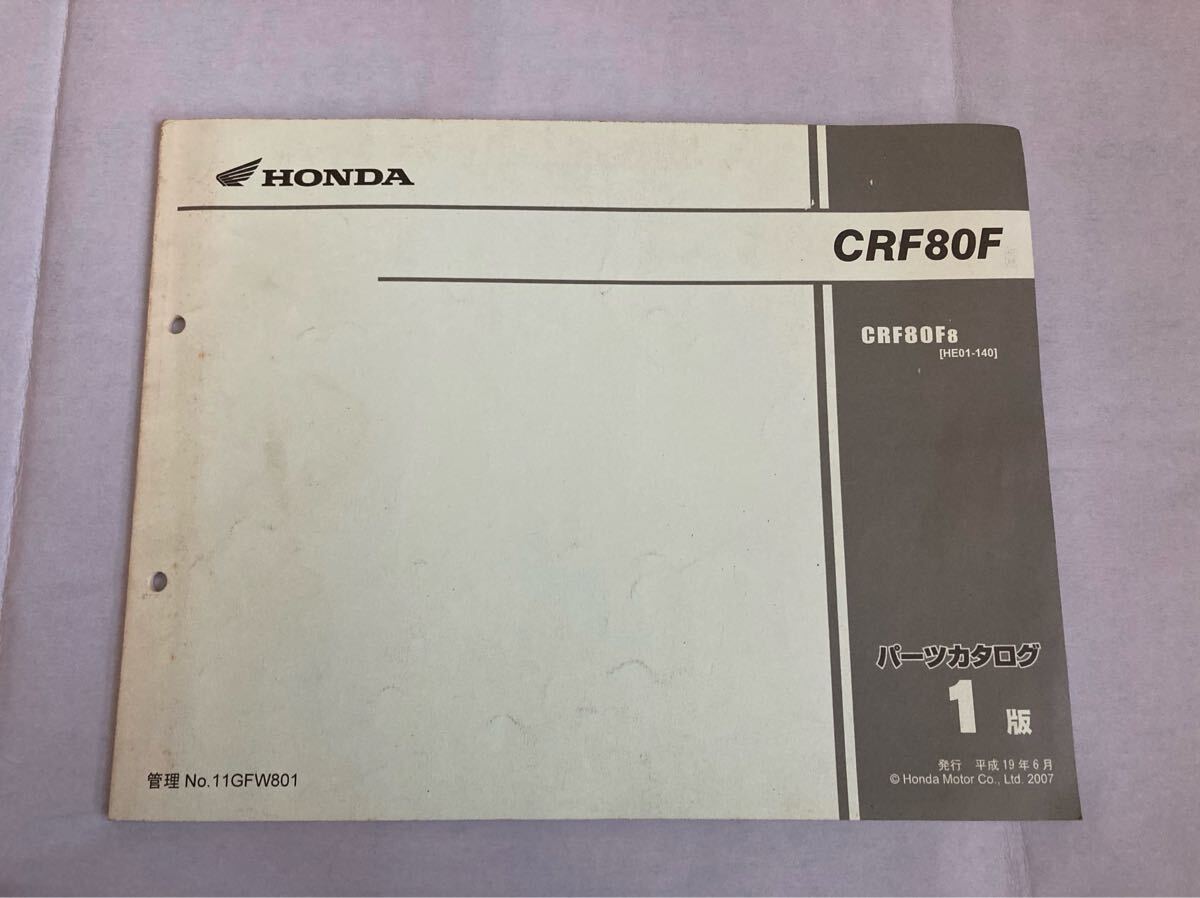 HONDA
CRF80F
CRF80F8
[HE01-140]
パーツカタログ
1版
発行 平成19年6月
© Honda Motor Co., Ltd. 2007
管理 No.11GFW801